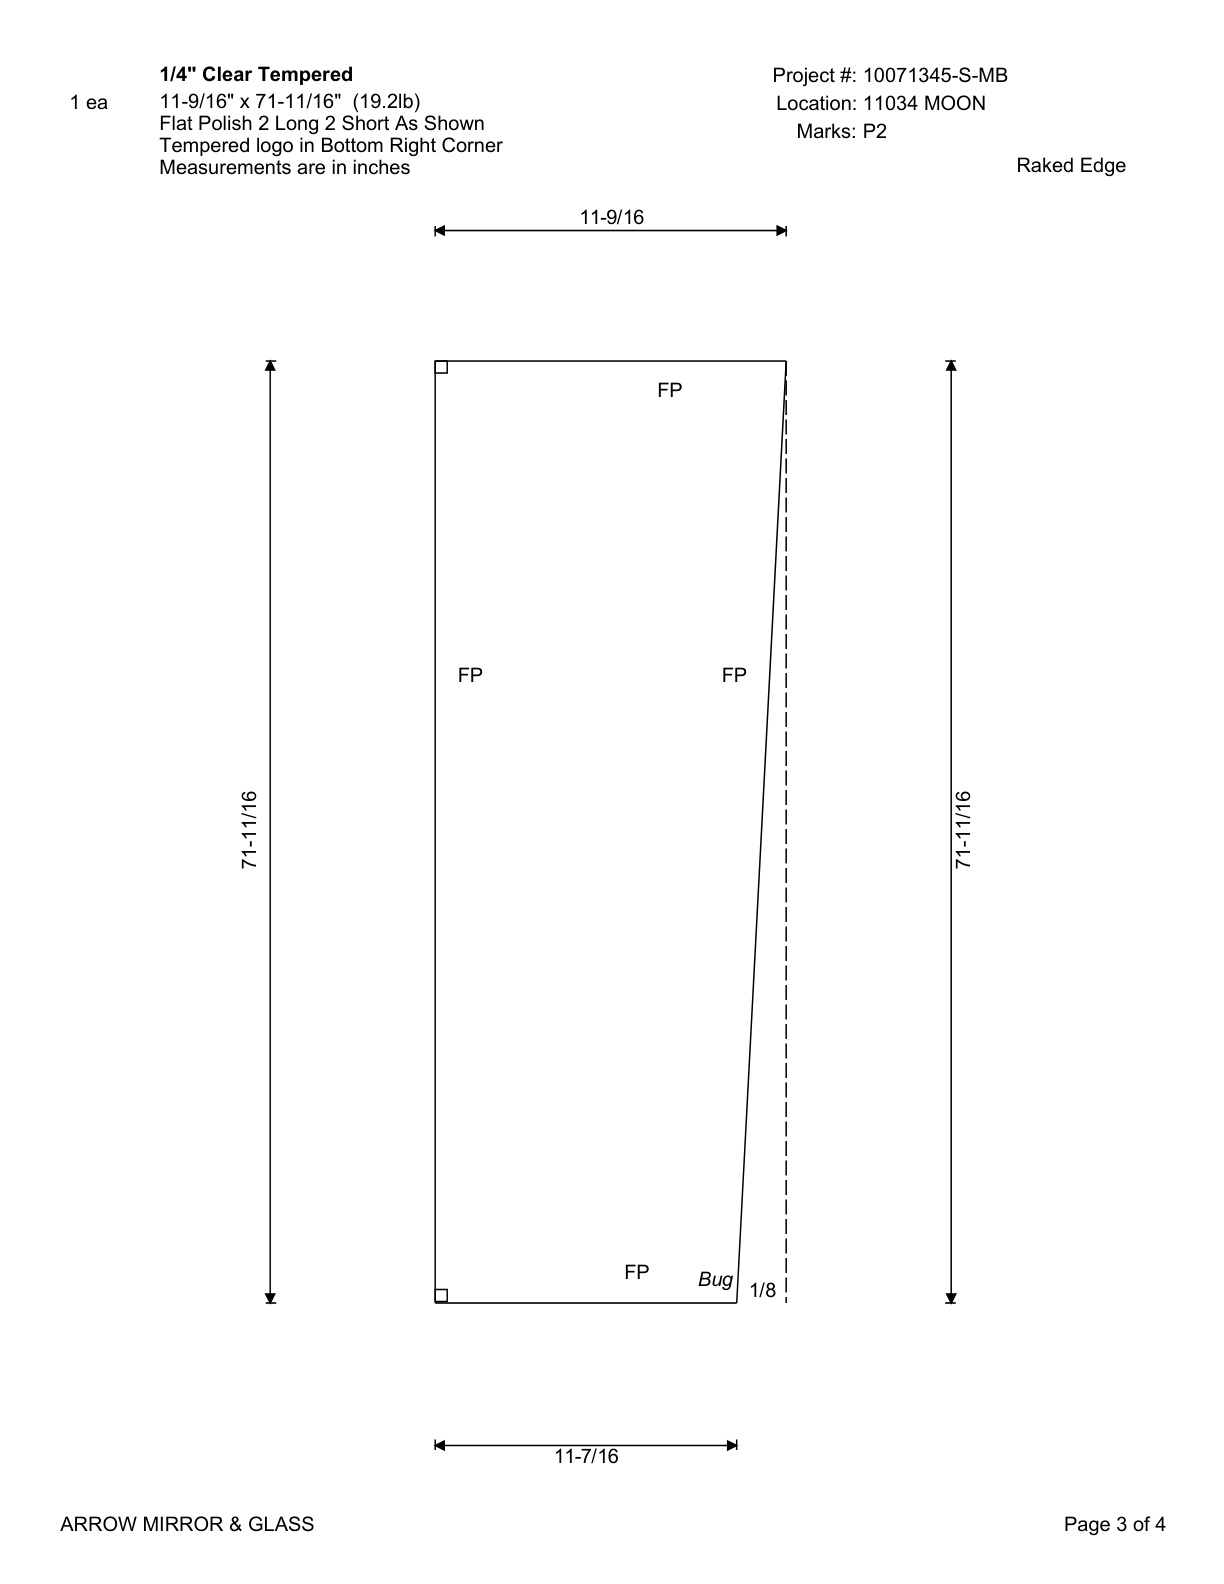 1/4" Clear Tempered
1 ea
11-9/16" x 71-11/16"  (19.2lb)
Flat Polish 2 Long 2 Short As Shown
Tempered logo in Bottom Right Corner
Measurements are in inches
Project #: 10071345-S-MB
Location: 11034 MOON
Marks: P2
Raked Edge
11-9/16
FP
FP
FP
71-11/16
71-11/16
FP
Bug
1/8
11-7/16
ARROW MIRROR & GLASS
Page 3 of 4